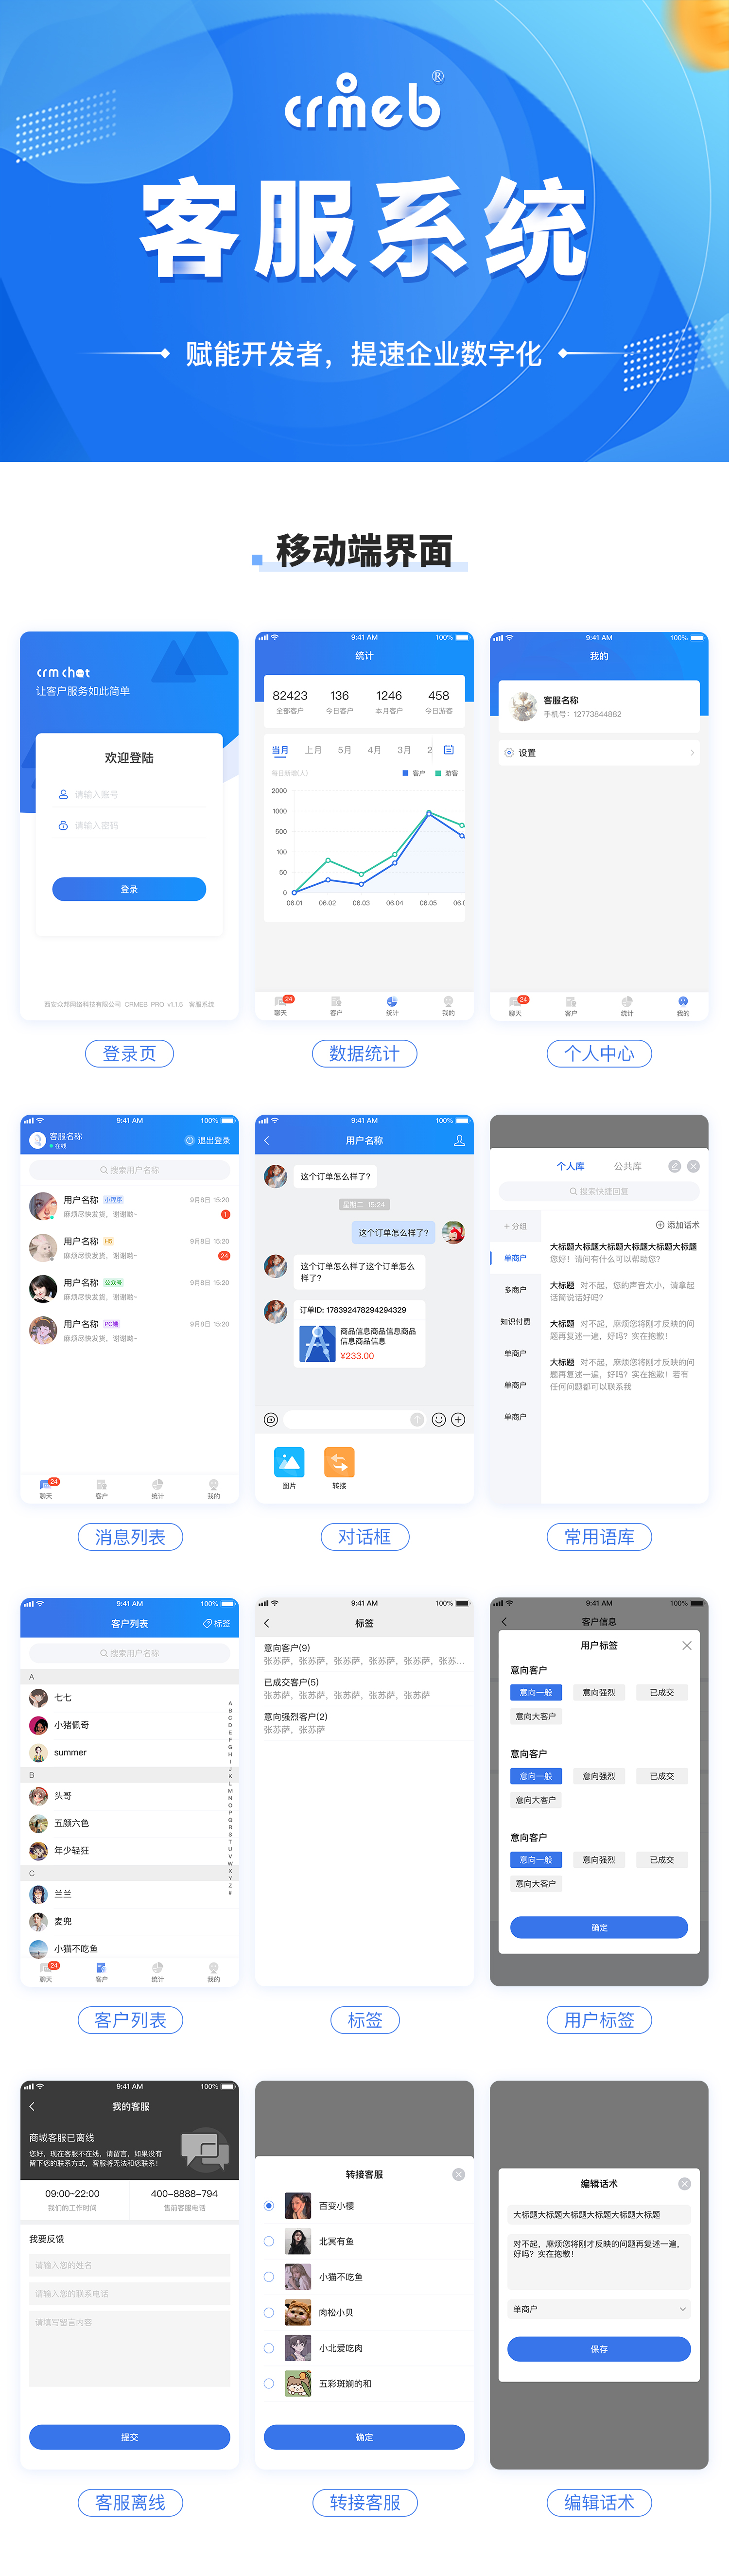 crmeb®
客服系统
赋能开发者，提速企业数字化
移动端界面
crm chat
让客户服务如此简单
欢迎登陆
请输入账号
请输入密码
登录
西安众邦网络科技有限公司 CRMEB PRO v1.1.5 客服系统
登录页
9:41 AM 100%
统计
82423 136 1246 458
全部客户 今日客户 本月客户 今日游客
当月 上月 5月 4月 3月 2
每日新增(人) 客户 游客
2000
1000
500
100
50
0
06.01 06.02 06.03 06.04 06.05 06.0
24
聊天 客户 统计 我的
数据统计
9:41 AM 100%
我的
客服名称
手机号：12773844882
设置
24
聊天 客户 统计 我的
个人中心
9:41 AM 100%
客服名称
在线
退出登录
搜索用户名称
用户名称 小程序 9月8日 15:20
麻烦尽快发货，谢谢哟~ 1
用户名称 H5 9月8日 15:20
麻烦尽快发货，谢谢哟~ 24
用户名称 公众号 9月8日 15:20
麻烦尽快发货，谢谢哟~
用户名称 PC端 9月8日 15:20
麻烦尽快发货，谢谢哟~
24
聊天 客户 统计 我的
消息列表
9:41 AM 100%
用户名称
这个订单怎么样了？
星期二 15:24
这个订单怎么样了？
这个订单怎么样了这个订单怎么
样了？
订单ID: 178392478294294329
商品信息商品信息商品
信息商品信息
¥233.00
图片 转接
对话框
个人库 公共库
搜索快捷回复
+ 分组
单商户
多商户
知识付费
单商户
单商户
单商户
添加话术
大标题大标题大标题大标题大标题大标题
您好！请问有什么可以帮助您？
大标题 对不起，您的声音太小，请拿起
话筒说话好吗？
大标题 对不起，麻烦您将刚才反映的问
题再复述一遍，好吗？实在抱歉！
大标题 对不起，麻烦您将刚才反映的问
题再复述一遍，好吗？实在抱歉！若有
任何问题都可以联系我
常用语库
9:41 AM 100%
客户列表 标签
搜索用户名称
A
七七
小猪佩奇
summer
B
头哥
五颜六色
年少轻狂
C
兰兰
麦兜
小猫不吃鱼
A
B
C
D
E
F
G
H
I
J
K
L
M
N
O
P
Q
R
S
T
U
V
W
X
Y
Z
#
24
聊天 客户 统计 我的
客户列表
9:41 AM 100%
标签
意向客户(9)
张苏萨，张苏萨，张苏萨，张苏萨，张苏萨，张苏...
已成交客户(5)
张苏萨，张苏萨，张苏萨，张苏萨，张苏萨
意向强烈客户(2)
张苏萨，张苏萨
标签
9:41 AM 100%
客户信息
用户标签
意向客户
意向一般 意向强烈 已成交
意向大客户
意向客户
意向一般 意向强烈 已成交
意向大客户
意向客户
意向一般 意向强烈 已成交
意向大客户
确定
用户标签
9:41 AM 100%
我的客服
商城客服已离线
您好，现在客服不在线，请留言，如果没有
留下您的联系方式，客服将无法和您联系！
09:00~22:00 400-8888-794
我们的工作时间 售前客服电话
我要反馈
请输入您的姓名
请输入您的联系电话
请填写留言内容
提交
客服离线
转接客服
百变小樱
北冥有鱼
小猫不吃鱼
肉松小贝
小北爱吃肉
五彩斑斓的和
确定
转接客服
编辑话术
大标题大标题大标题大标题大标题大标题
对不起，麻烦您将刚才反映的问题再复述一遍，
好吗？实在抱歉！
单商户
保存
编辑话术